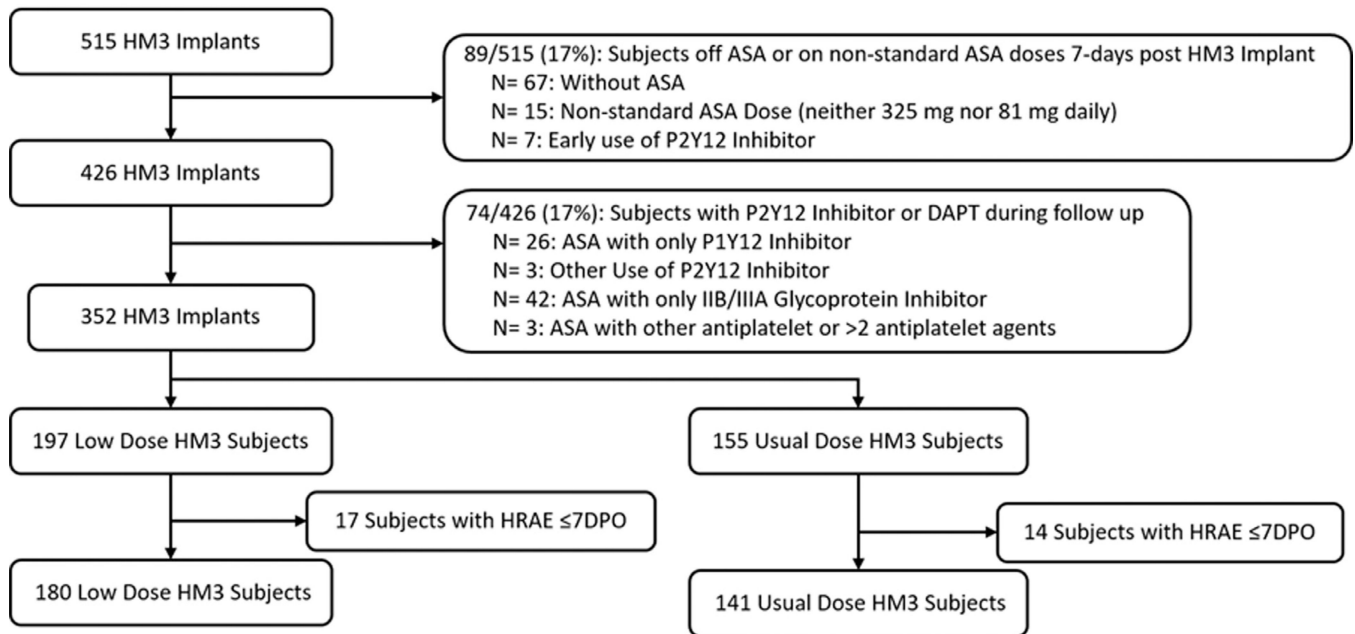 515 HM3 Implants
89/515 (17%): Subjects off ASA or on non-standard ASA doses 7-days post HM3 Implant
N= 67: Without ASA
N= 15: Non-standard ASA Dose (neither 325 mg nor 81 mg daily)
N= 7: Early use of P2Y12 Inhibitor
426 HM3 Implants
74/426 (17%): Subjects with P2Y12 Inhibitor or DAPT during follow up
N= 26: ASA with only P1Y12 Inhibitor
N= 3: Other Use of P2Y12 Inhibitor
N= 42: ASA with only IIB/IIIA Glycoprotein Inhibitor
N= 3: ASA with other antiplatelet or >2 antiplatelet agents
352 HM3 Implants
197 Low Dose HM3 Subjects
155 Usual Dose HM3 Subjects
17 Subjects with HRAE ≤7DPO
14 Subjects with HRAE ≤7DPO
180 Low Dose HM3 Subjects
141 Usual Dose HM3 Subjects